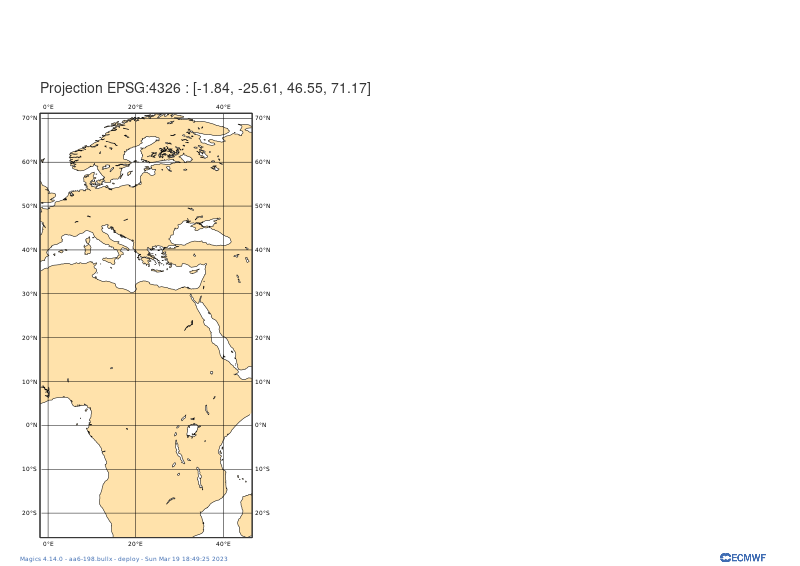 Projection EPSG:4326 : [-1.84, -25.61, 46.55, 71.17]
0°E 20°E 40°E
70°N 70°N
60°N 60°N
50°N 50°N
40°N 40°N
30°N 30°N
20°N 20°N
10°N 10°N
0°N 0°N
10°S 10°S
20°S 20°S
0°E 20°E 40°E
Magics 4.14.0 - aa6-198.bullx - deploy - Sun Mar 19 18:49:25 2023
ECMWF